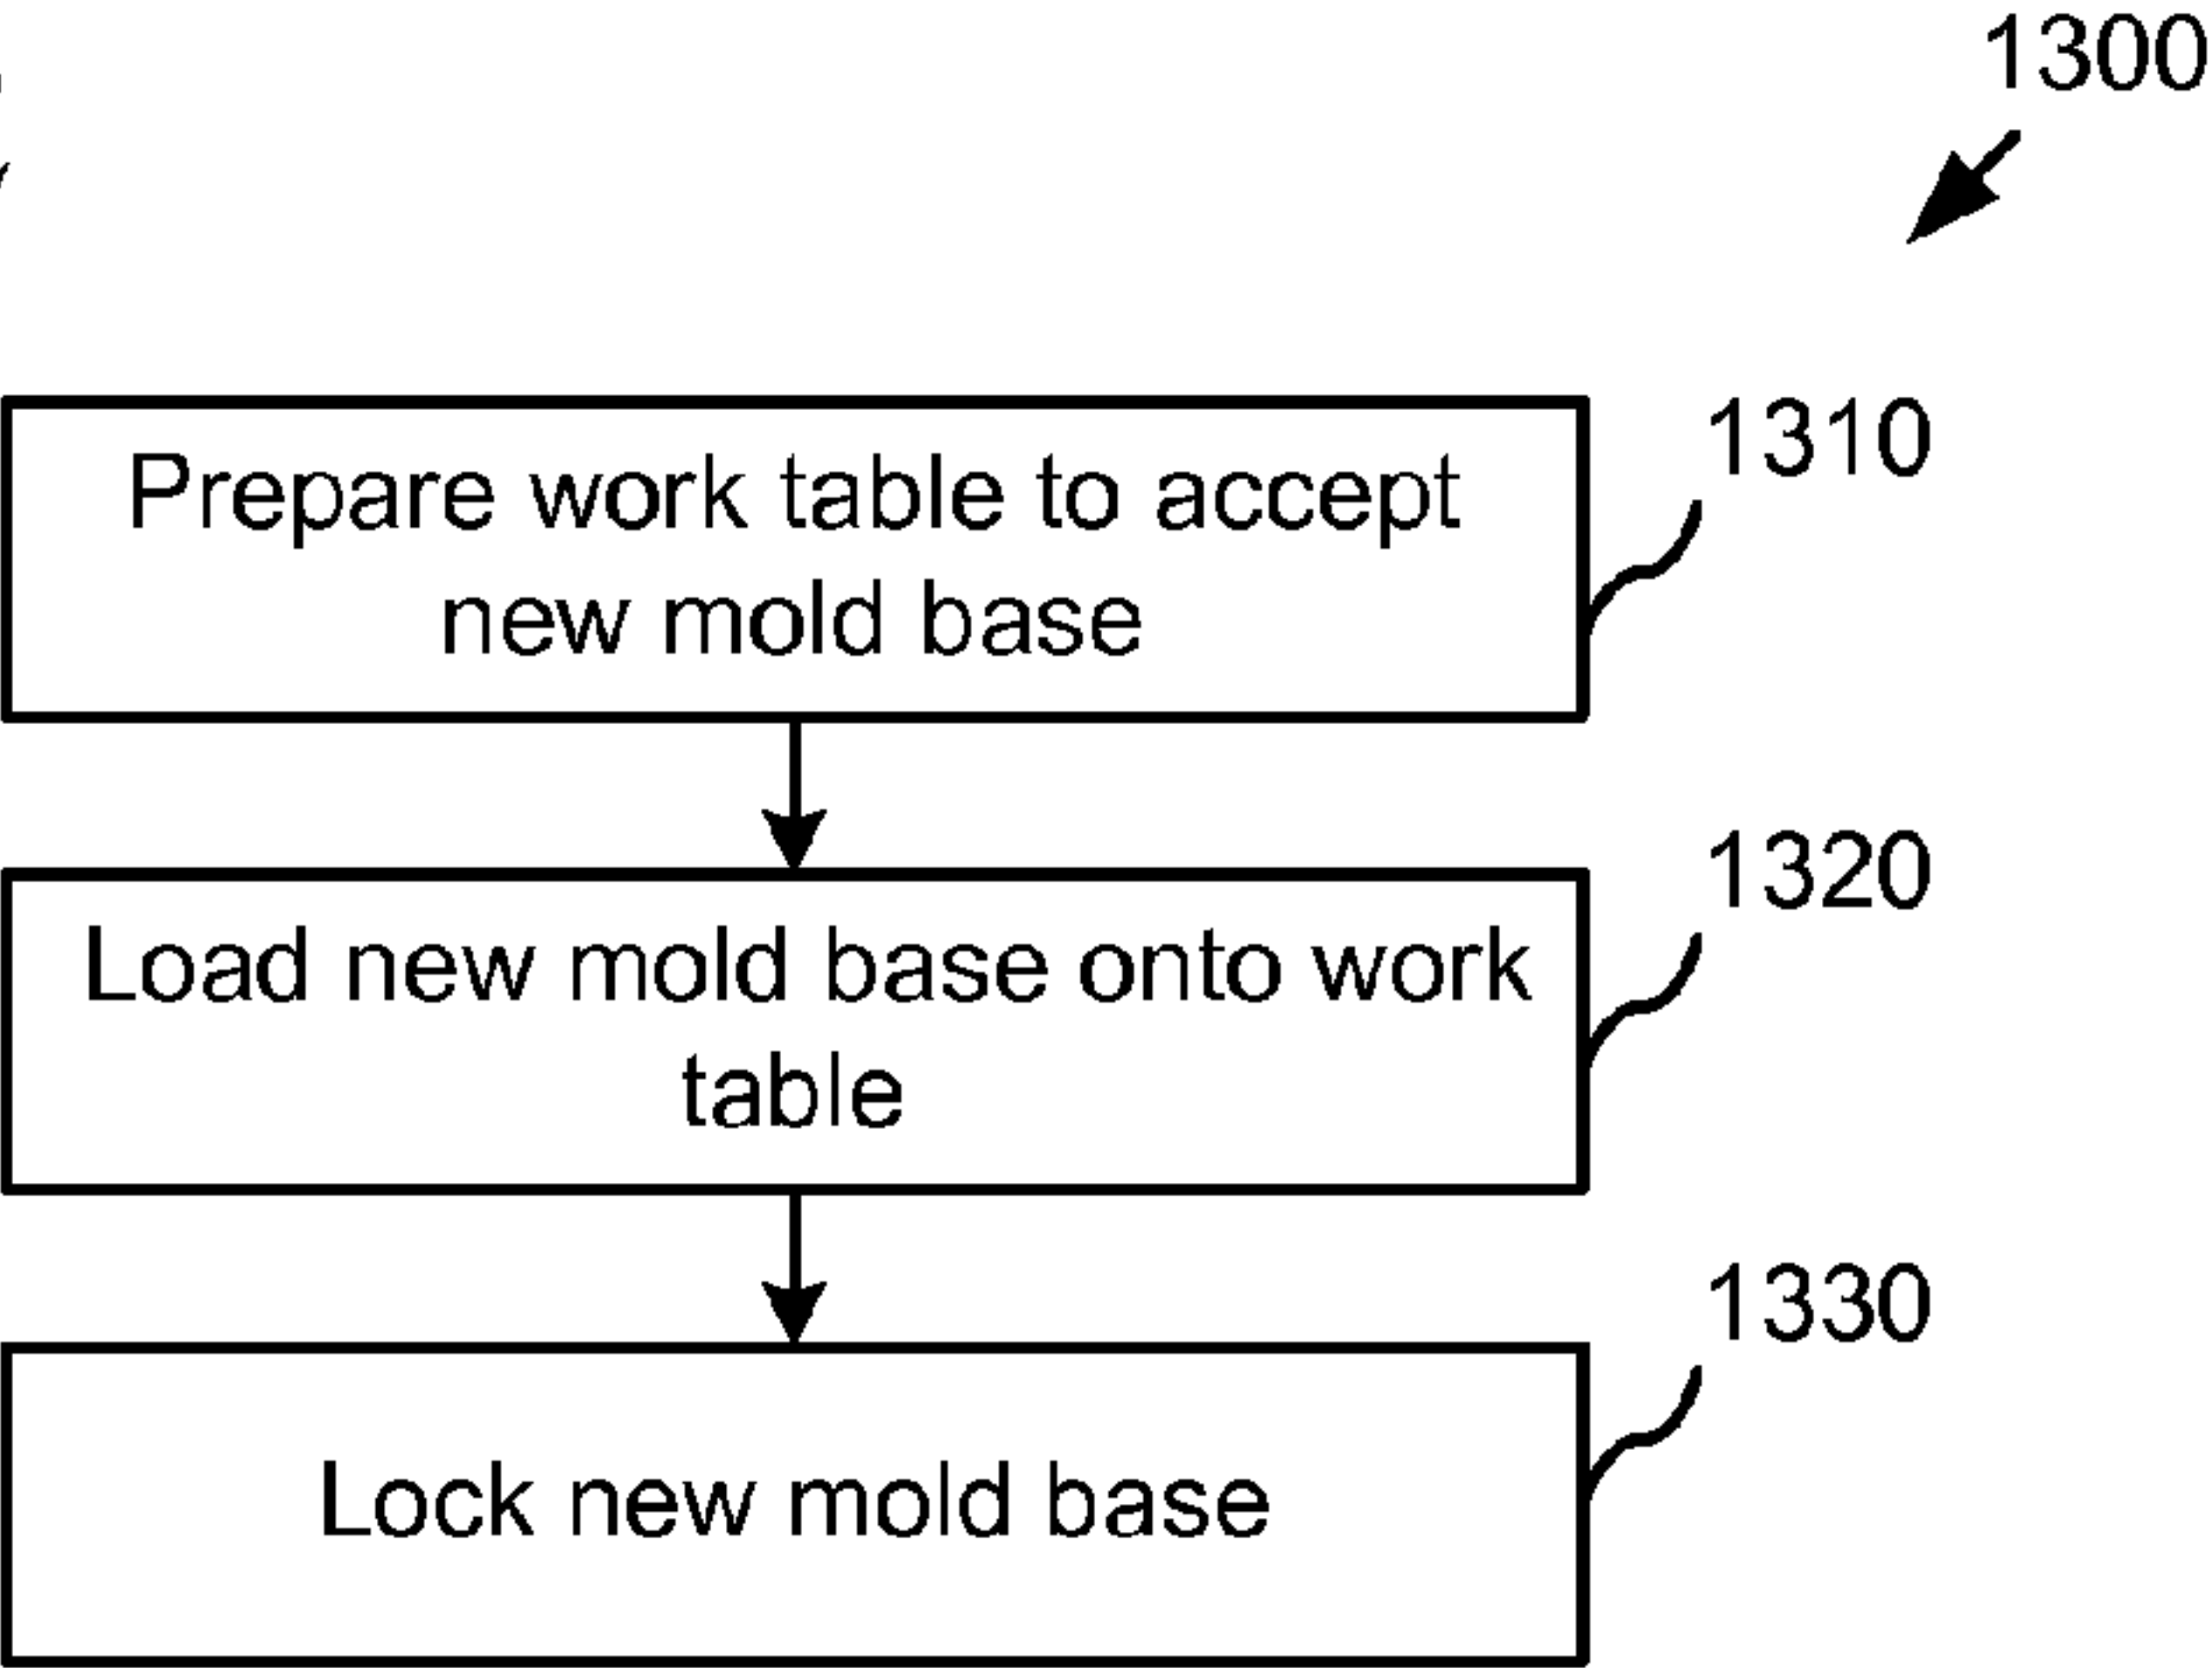 1300
1310
Prepare work table to accept
new mold base
1320
Load new mold base onto work
table
1330
Lock new mold base